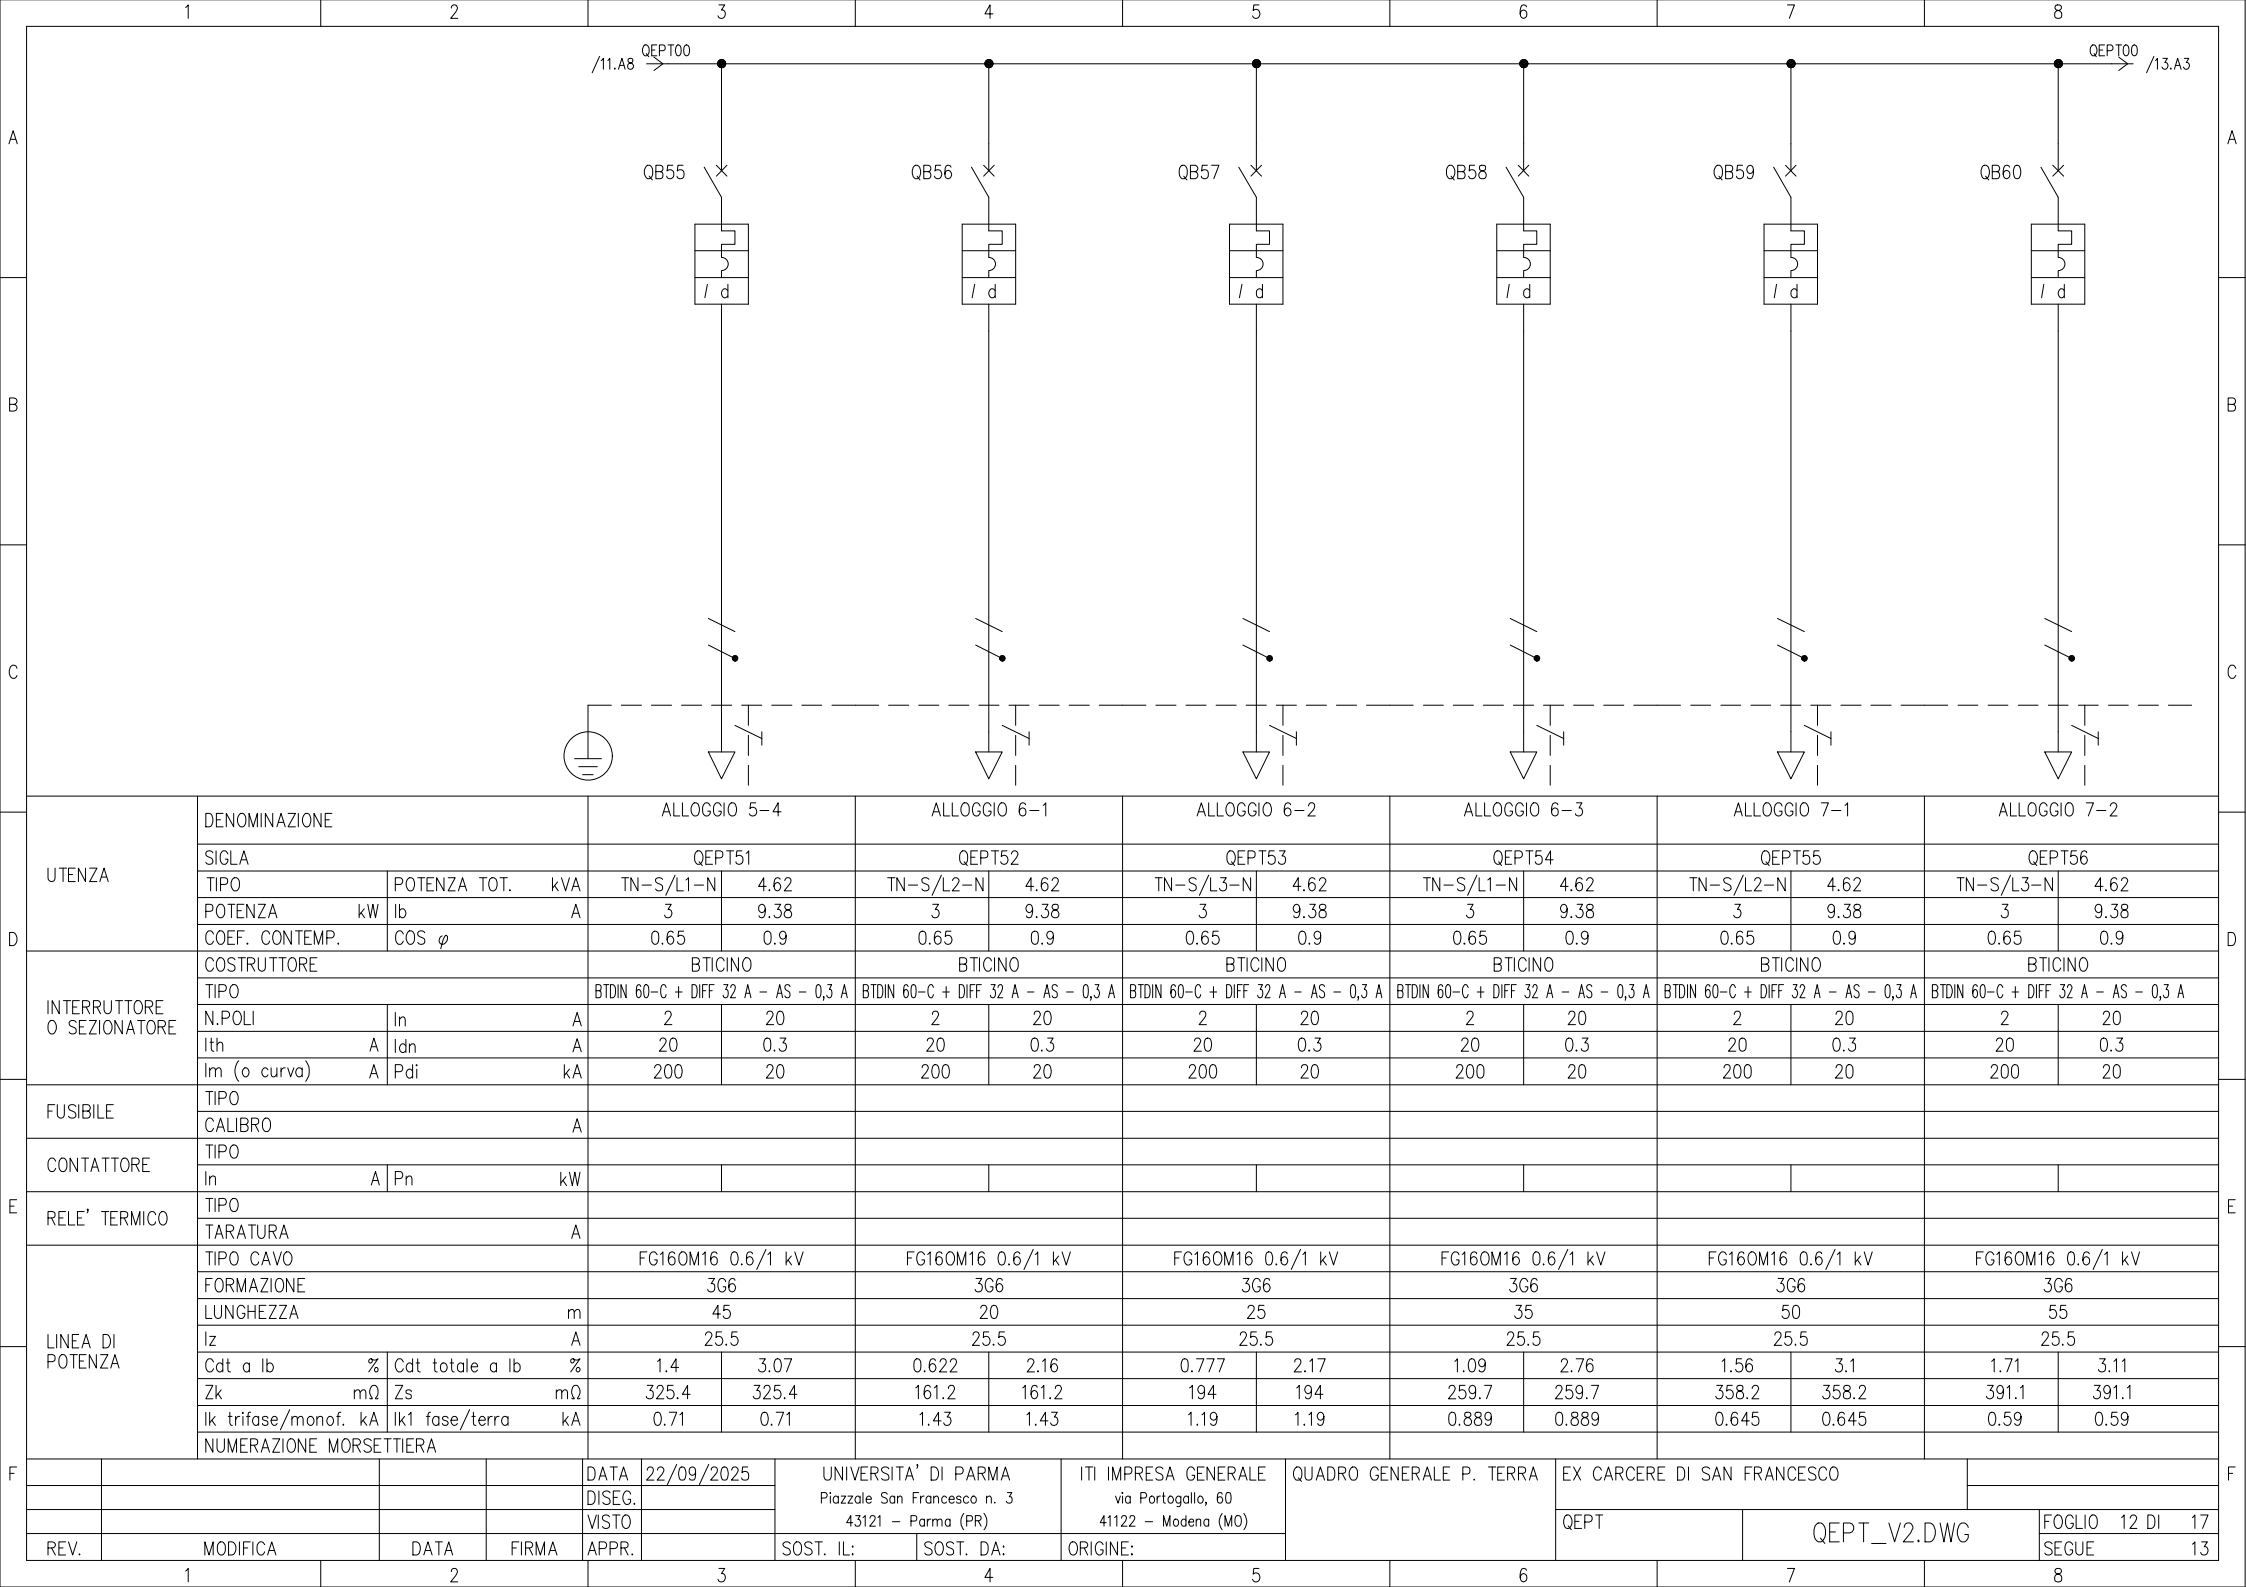 1 2 3 4 5 6 7 8
QEPT00 QEPT00
/11.A8 /13.A3
A A
QB55 QB56 QB57 QB58 QB59 QB60
I d I d I d I d I d I d
B B
C C
UTENZA
DENOMINAZIONE ALLOGGIO 5-4 ALLOGGIO 6-1 ALLOGGIO 6-2 ALLOGGIO 6-3 ALLOGGIO 7-1 ALLOGGIO 7-2
SIGLA QEPT51 QEPT52 QEPT53 QEPT54 QEPT55 QEPT56
TIPO POTENZA TOT. kVA TN-S/L1-N 4.62 TN-S/L2-N 4.62 TN-S/L3-N 4.62 TN-S/L1-N 4.62 TN-S/L2-N 4.62 TN-S/L3-N 4.62
POTENZA kW Ib A 3 9.38 3 9.38 3 9.38 3 9.38 3 9.38 3 9.38
D D
COEF. CONTEMP. COS φ 0.65 0.9 0.65 0.9 0.65 0.9 0.65 0.9 0.65 0.9 0.65 0.9
INTERRUTTORE
O SEZIONATORE
COSTRUTTORE BTICINO BTICINO BTICINO BTICINO BTICINO BTICINO
TIPO BTDIN 60-C + DIFF 32 A - AS - 0,3 A BTDIN 60-C + DIFF 32 A - AS - 0,3 A BTDIN 60-C + DIFF 32 A - AS - 0,3 A BTDIN 60-C + DIFF 32 A - AS - 0,3 A BTDIN 60-C + DIFF 32 A - AS - 0,3 A BTDIN 60-C + DIFF 32 A - AS - 0,3 A
N.POLI In A 2 20 2 20 2 20 2 20 2 20 2 20
Ith A Idn A 20 0.3 20 0.3 20 0.3 20 0.3 20 0.3 20 0.3
Im (o curva) A Pdi kA 200 20 200 20 200 20 200 20 200 20 200 20
FUSIBILE
TIPO
CALIBRO A
CONTATTORE
TIPO
In A Pn kW
E E
RELE' TERMICO
TIPO
TARATURA A
LINEA DI
POTENZA
TIPO CAVO FG16OM16 0.6/1 kV FG16OM16 0.6/1 kV FG16OM16 0.6/1 kV FG16OM16 0.6/1 kV FG16OM16 0.6/1 kV FG16OM16 0.6/1 kV
FORMAZIONE 3G6 3G6 3G6 3G6 3G6 3G6
LUNGHEZZA m 45 20 25 35 50 55
Iz A 25.5 25.5 25.5 25.5 25.5 25.5
Cdt a Ib % Cdt totale a Ib % 1.4 3.07 0.622 2.16 0.777 2.17 1.09 2.76 1.56 3.1 1.71 3.11
Zk mΩ Zs mΩ 325.4 325.4 161.2 161.2 194 194 259.7 259.7 358.2 358.2 391.1 391.1
Ik trifase/monof. kA Ik1 fase/terra kA 0.71 0.71 1.43 1.43 1.19 1.19 0.889 0.889 0.645 0.645 0.59 0.59
NUMERAZIONE MORSETTIERA
F F
DATA 22/09/2025 UNIVERSITA' DI PARMA ITI IMPRESA GENERALE QUADRO GENERALE P. TERRA EX CARCERE DI SAN FRANCESCO
DISEG. Piazzale San Francesco n. 3 via Portogallo, 60
VISTO 43121 - Parma (PR) 41122 - Modena (MO) QEPT QEPT_V2.DWG FOGLIO 12 DI 17
REV. MODIFICA DATA FIRMA APPR. SOST. IL: SOST. DA: ORIGINE: SEGUE 13
1 2 3 4 5 6 7 8